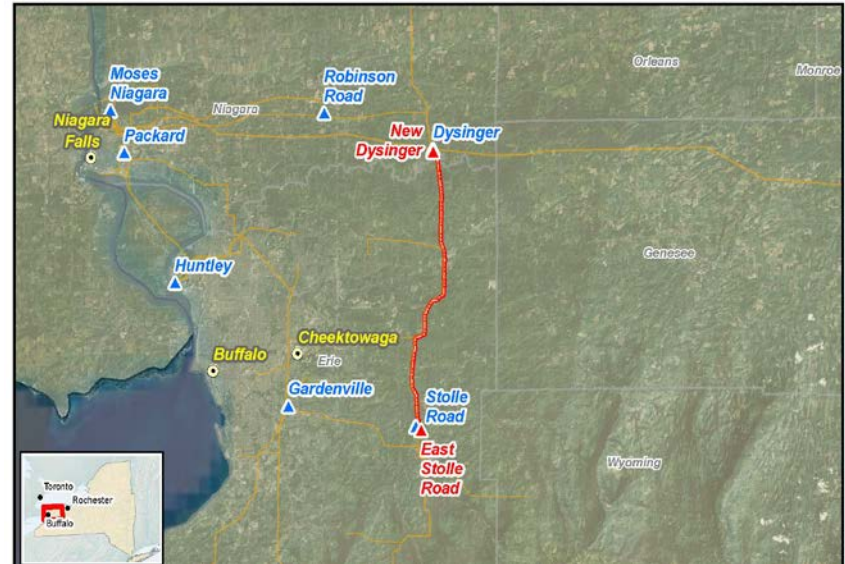 Orleans
Monroe
Moses
Niagara
Robinson
Road
Niagara
Niagara
Falls
Packard
New
Dysinger
Dysinger
Genesee
Huntley
Cheektowaga
Erie
Buffalo
Gardenville
Stolle
Road
East
Stolle
Road
Wyoming
Toronto
Rochester
Buffalo